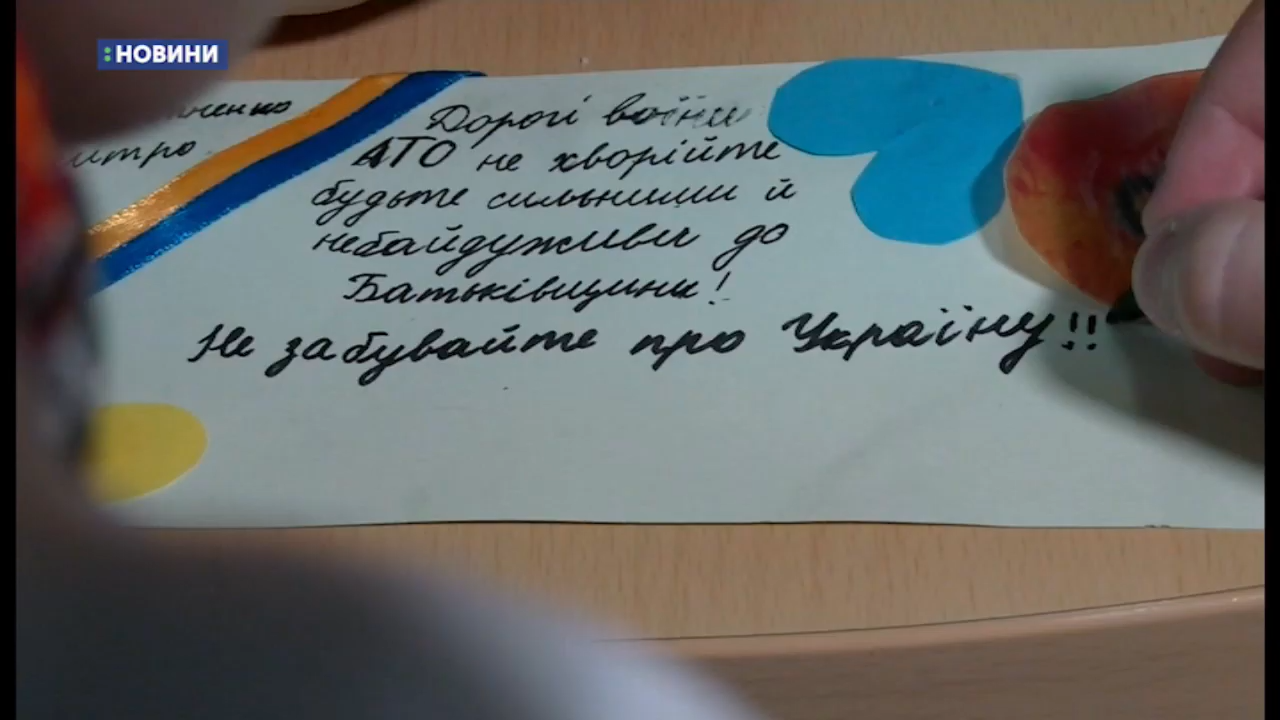 :НОВИНИ
Дорогі воїни
АТО не хворійте
будьте сильними й
небайдужими до
Батьківщини!
Не забувайте про Україну!!